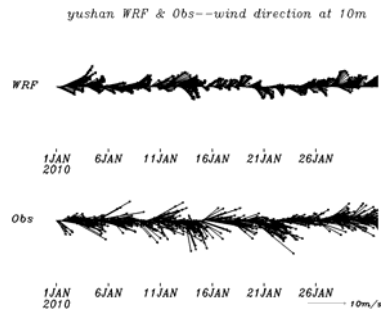 yushan WRF & Obs--wind direction at 10m
WRF
1JAN 6JAN 11JAN 16JAN 21JAN 26JAN
2010
Obs
1JAN 6JAN 11JAN 16JAN 21JAN 26JAN
2010
10m/s